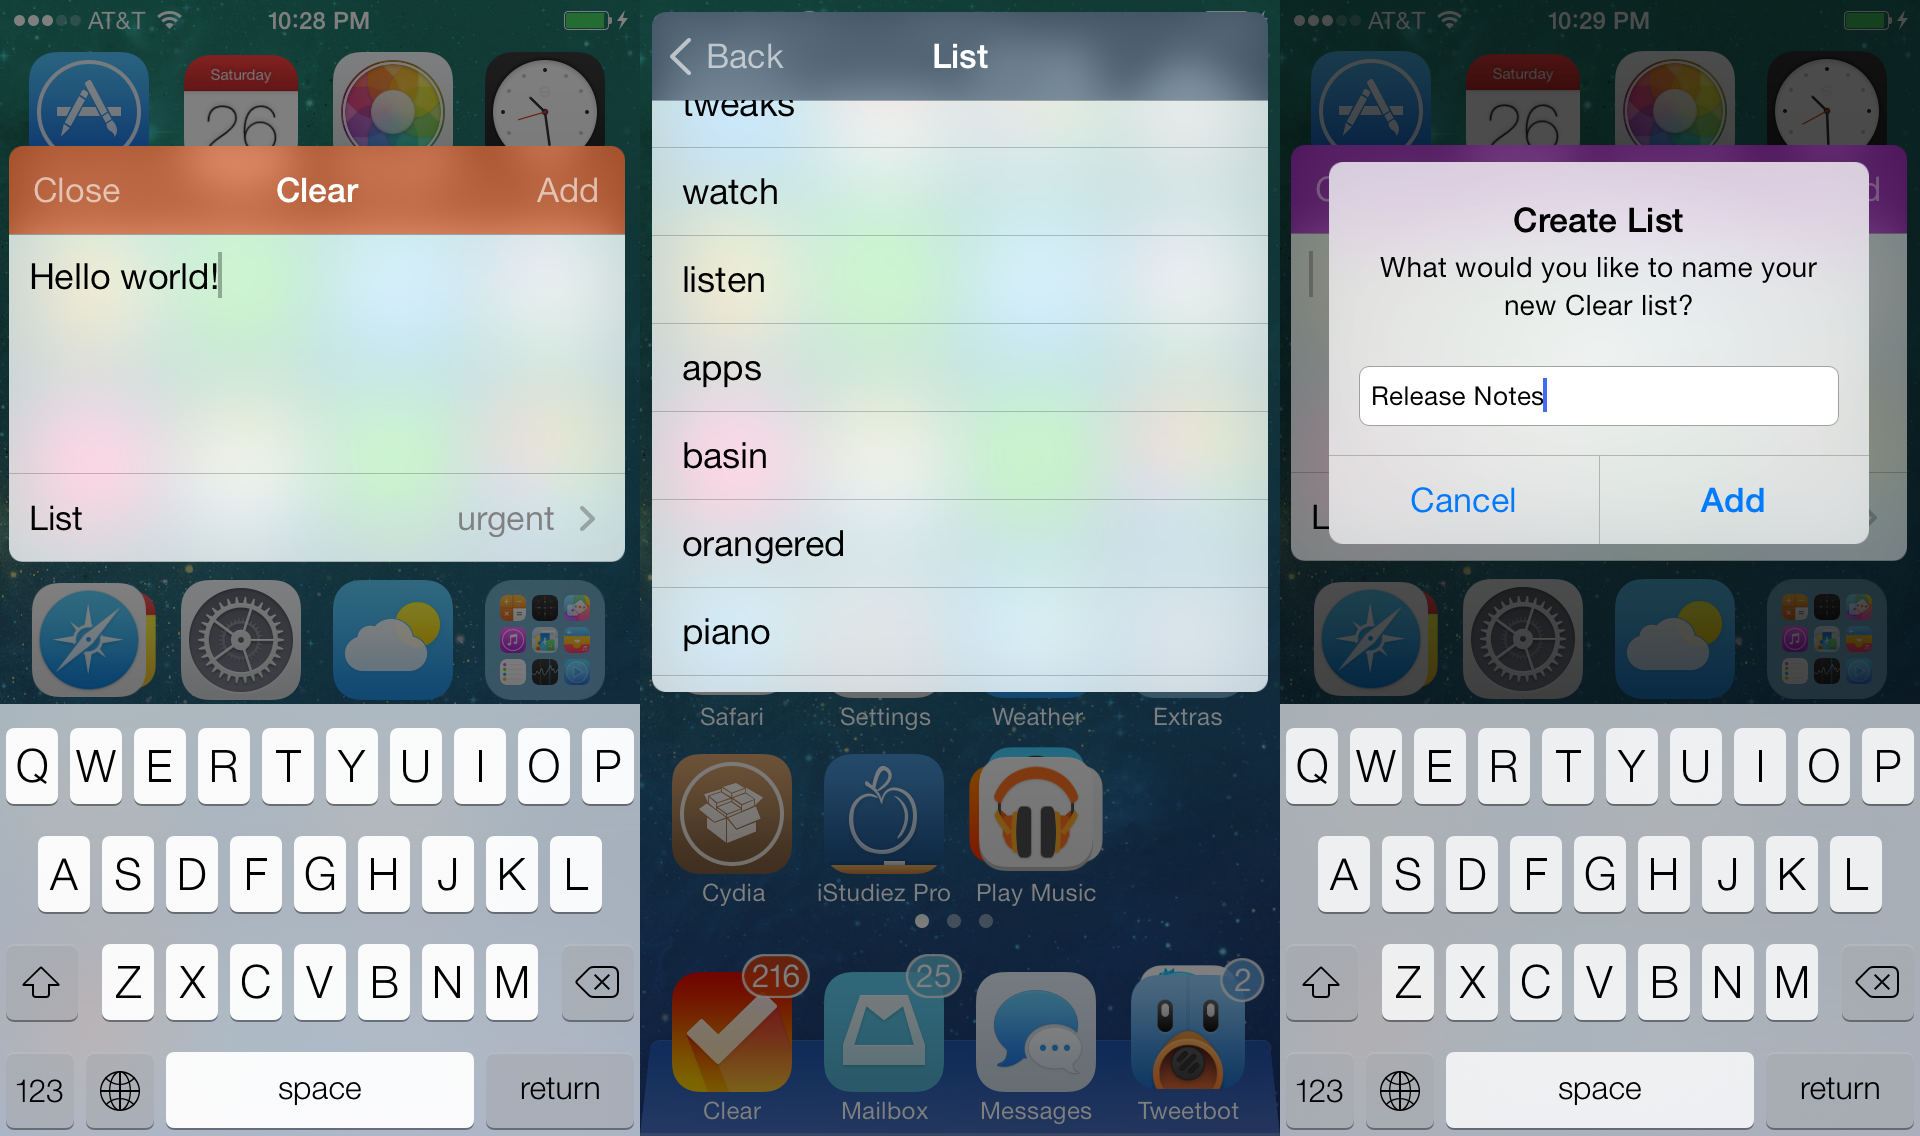 AT&T 10:28 PM
Saturday
26
Close Clear Add
Hello world!
List urgent
Q W E R T Y U I O P
A S D F G H J K L
Z X C V B N M
123 space return
Back List
tweaks
watch
listen
apps
basin
orangered
piano
Safari Settings Weather Extras
Cydia iStudiez Pro Play Music
216 25 2
Clear Mailbox Messages Tweetbot
AT&T 10:29 PM
Saturday
26
Create List
What would you like to name your
new Clear list?
Release Notes
Cancel Add
L
Q W E R T Y U I O P
A S D F G H J K L
Z X C V B N M
123 space return